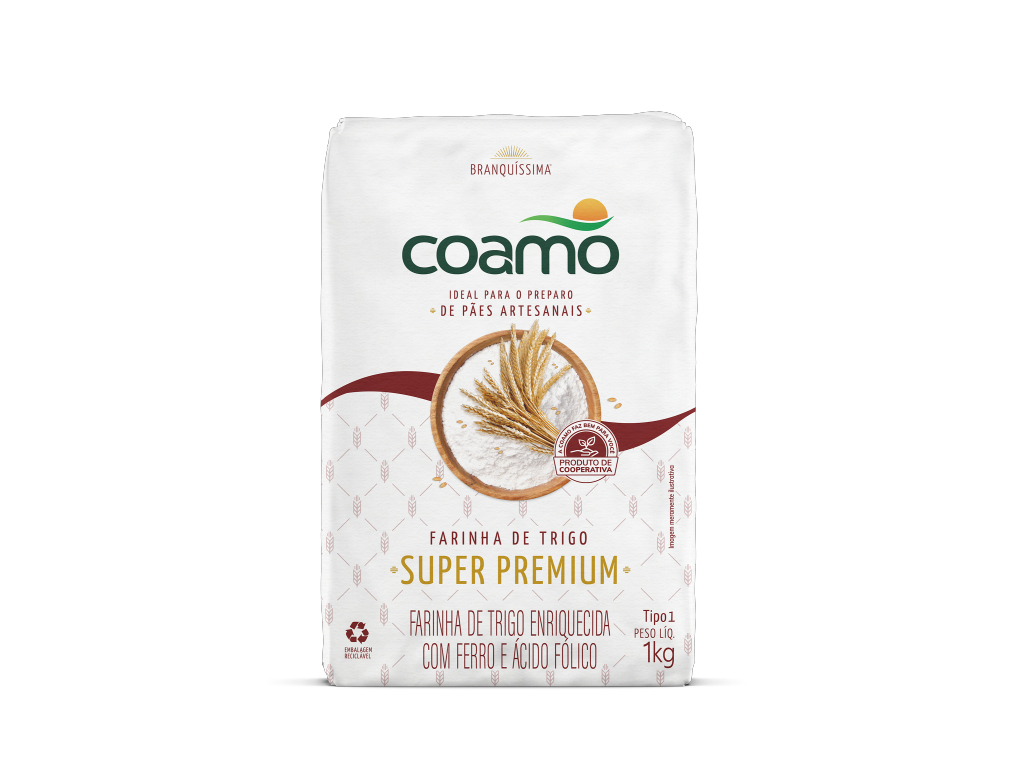 BRANQUÍSSIMA
coamo
IDEAL PARA O PREPARO
DE PÃES ARTESANAIS
A COAMO FAZ BEM PARA VOCÊ
PRODUTO DE
COOPERATIVA
Imagem meramente ilustrativa
FARINHA DE TRIGO
SUPER PREMIUM
FARINHA DE TRIGO ENRIQUECIDA
COM FERRO E ÁCIDO FÓLICO
Tipo 1
PESO LÍQ.
1kg
EMBALAGEM
RECICLÁVEL